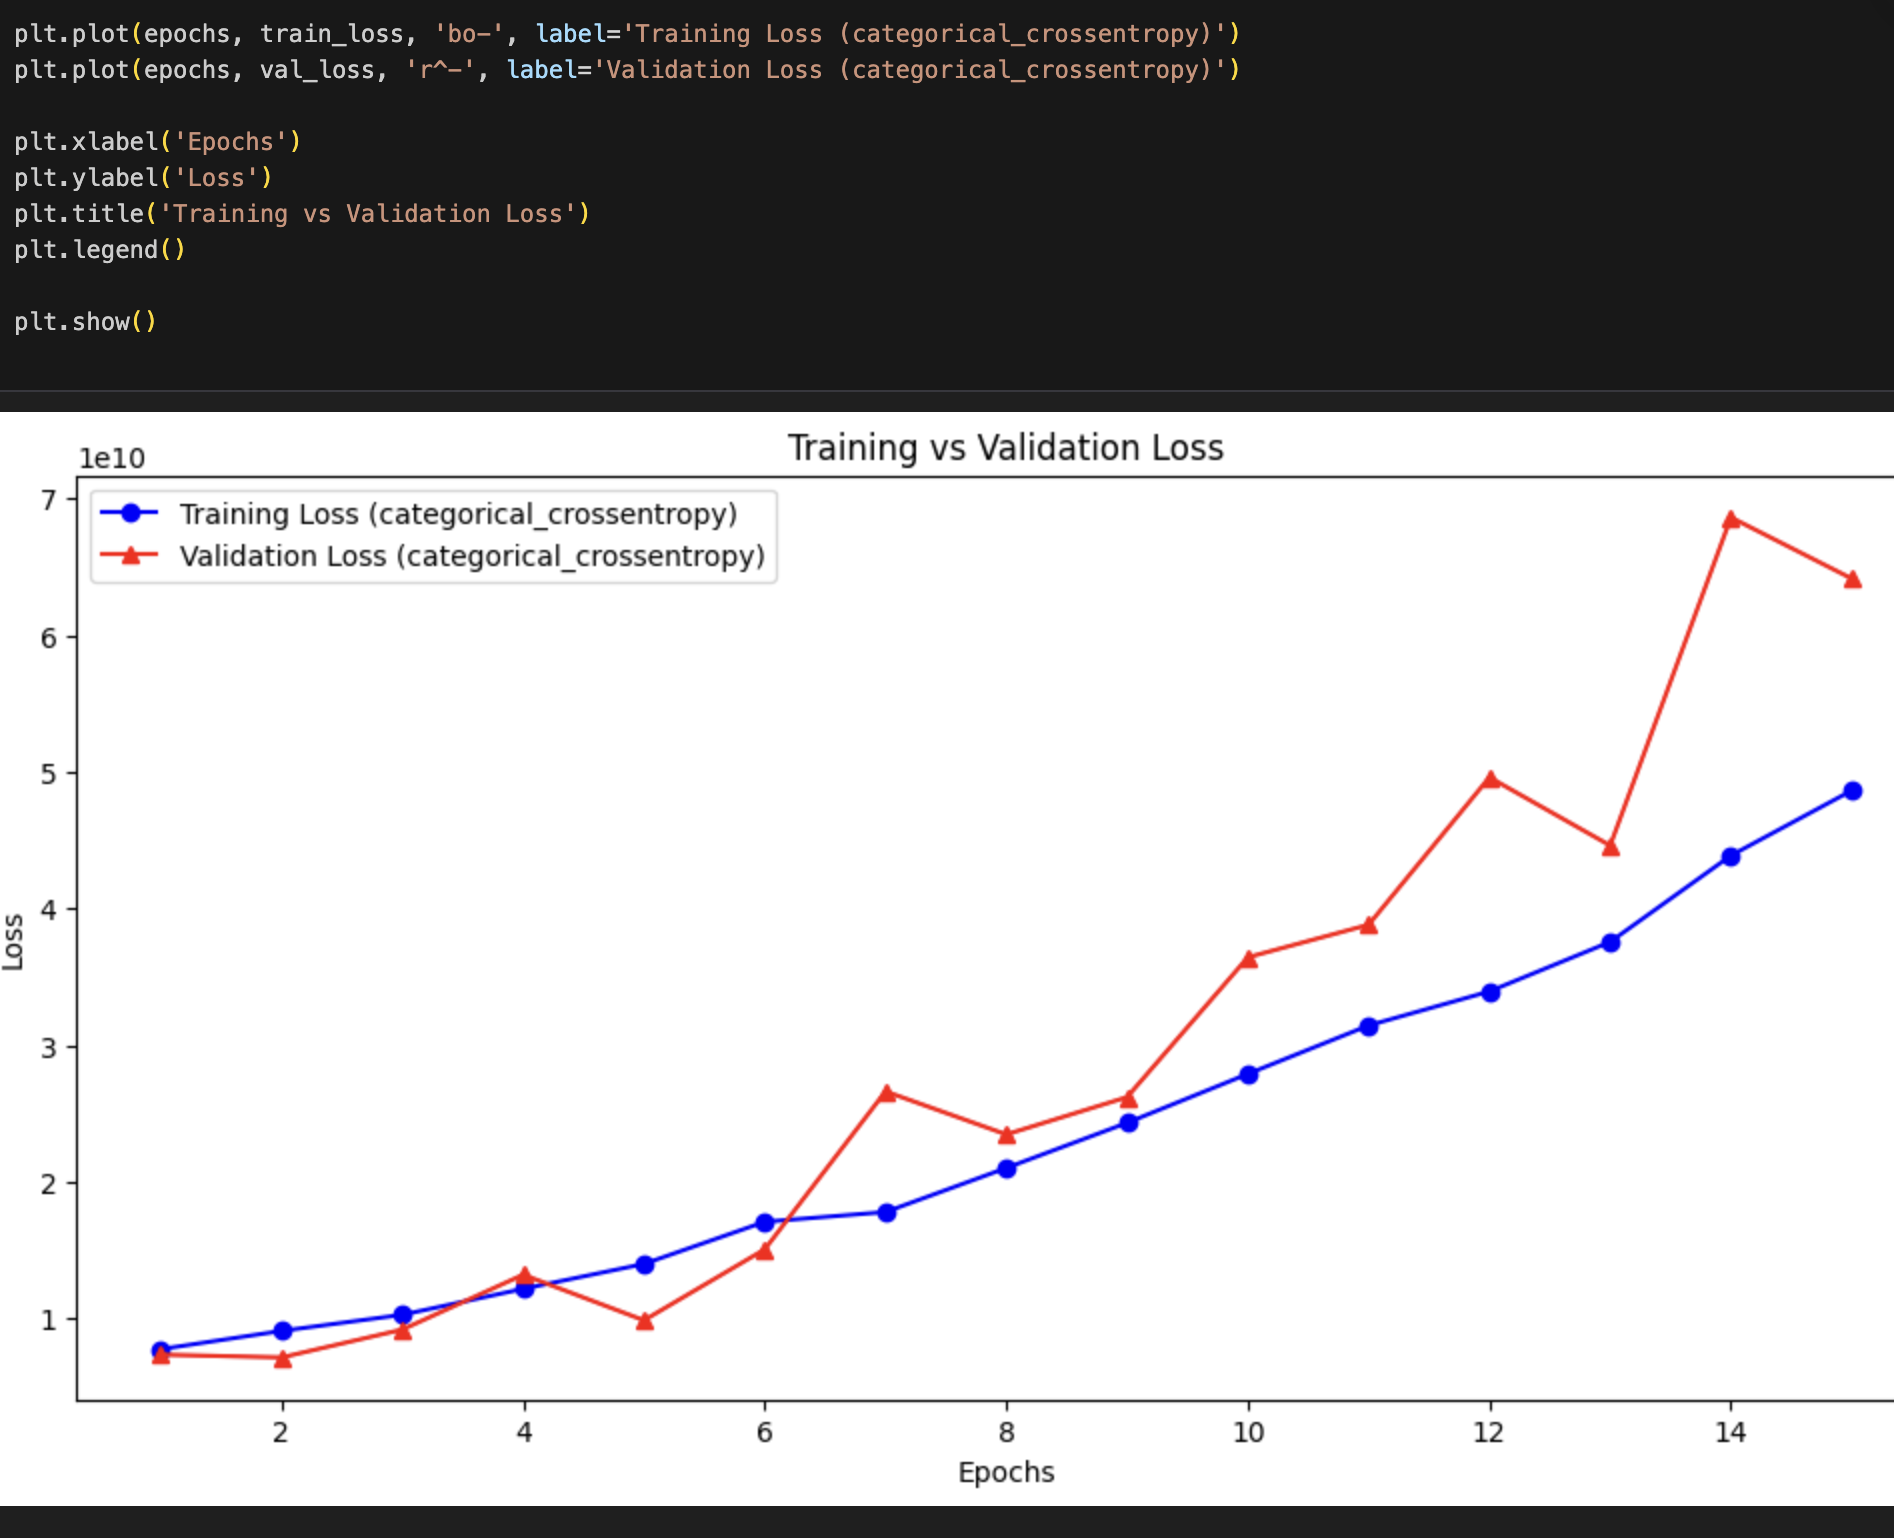 plt.plot(epochs, train_loss, 'bo-', label='Training Loss (categorical_crossentropy)')
plt.plot(epochs, val_loss, 'r^-', label='Validation Loss (categorical_crossentropy)')
plt.xlabel('Epochs')
plt.ylabel('Loss')
plt.title('Training vs Validation Loss')
plt.legend()
plt.show()
Training vs Validation Loss
1e10
Training Loss (categorical_crossentropy)
Validation Loss (categorical_crossentropy)
7
6
5
4
3
2
1
Loss
2 4 6 8 10 12 14
Epochs